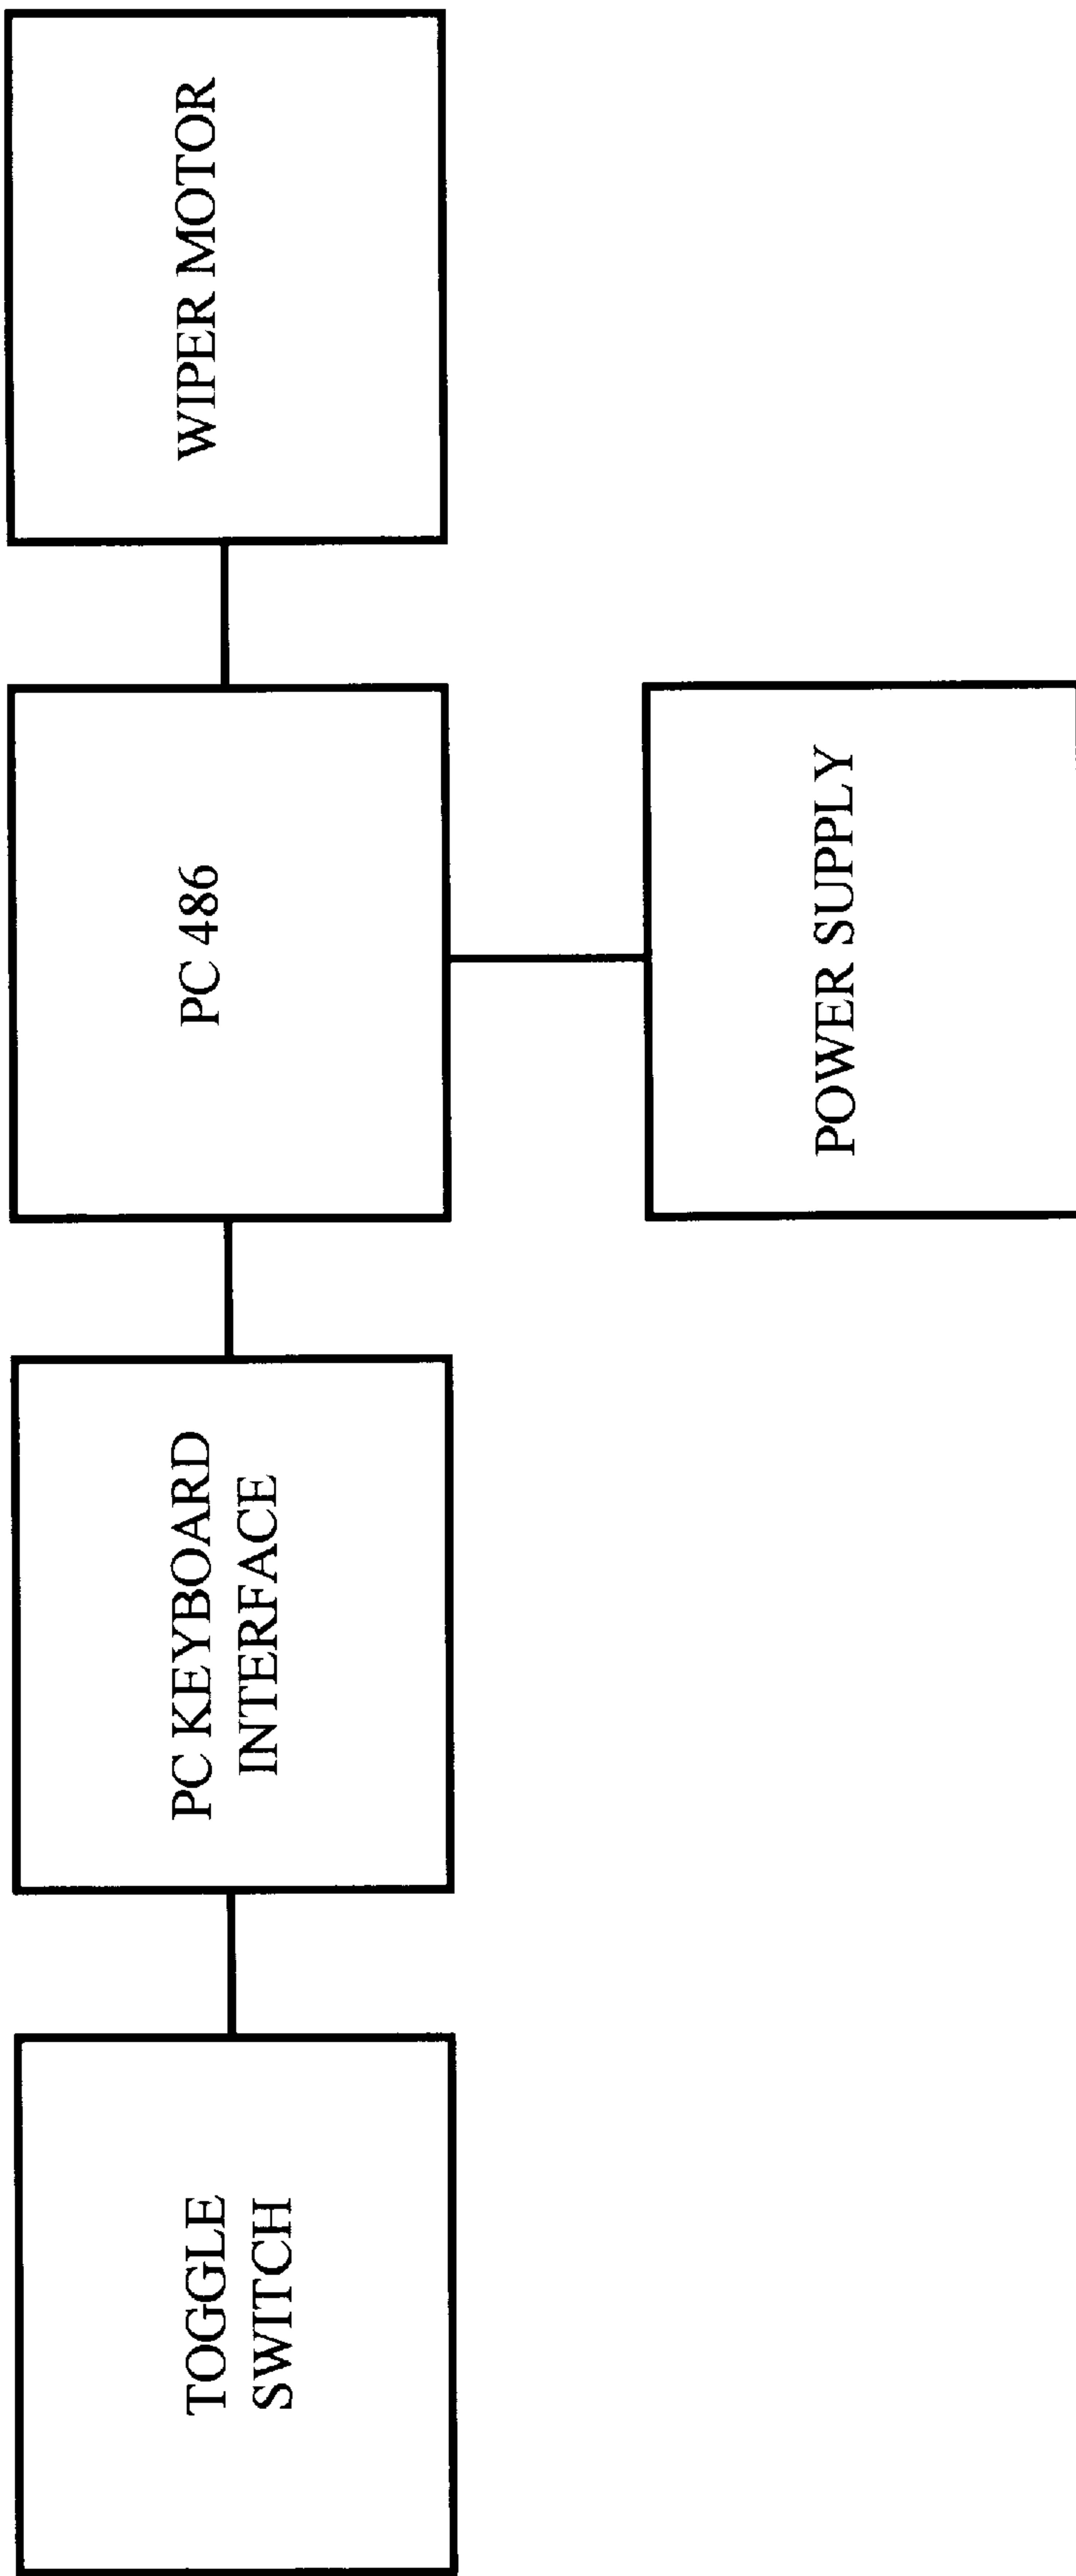 TOGGLE
SWITCH
PC KEYBOARD
INTERFACE
PC 486
WIPER MOTOR
POWER SUPPLY